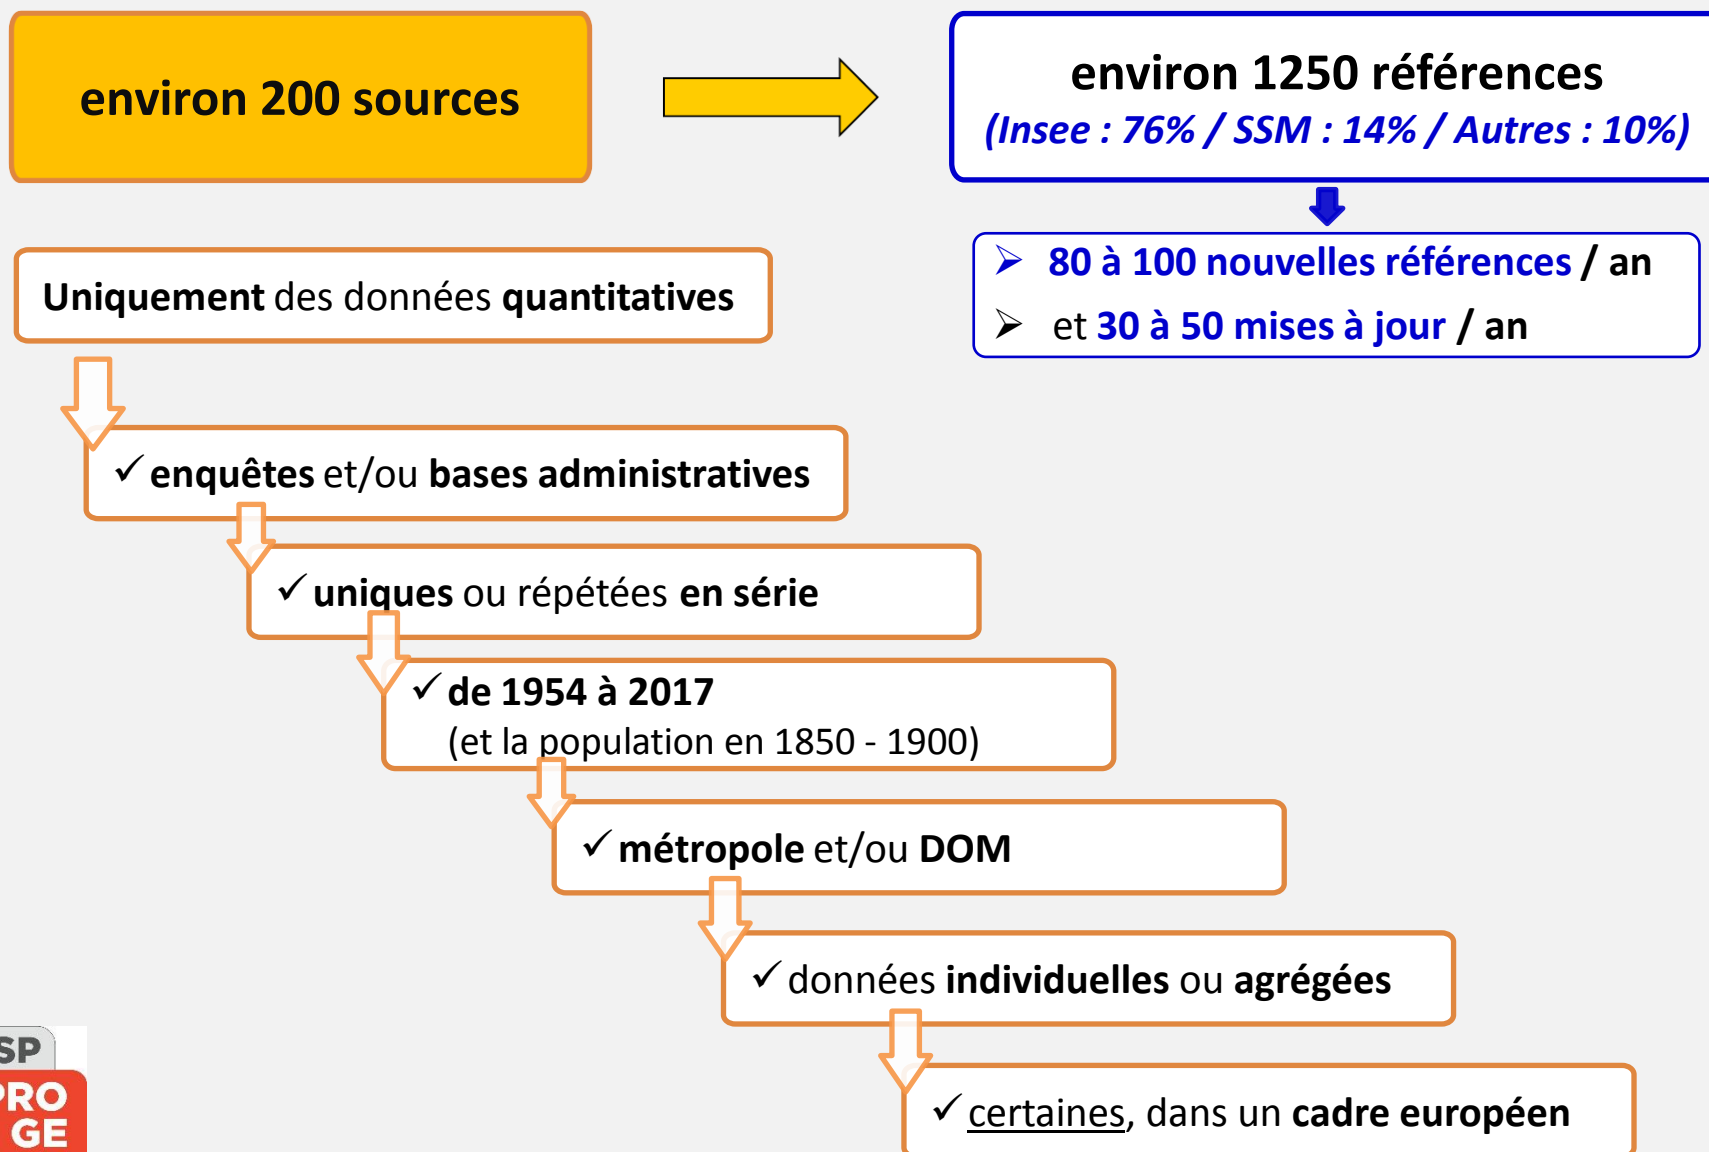 environ 200 sources
environ 1250 références
(Insee : 76% / SSM : 14% / Autres : 10%)
➢ 80 à 100 nouvelles références / an
➢ et 30 à 50 mises à jour / an
Uniquement des données quantitatives
✓ enquêtes et/ou bases administratives
✓ uniques ou répétées en série
✓ de 1954 à 2017
(et la population en 1850 - 1900)
✓ métropole et/ou DOM
✓ données individuelles ou agrégées
✓ certaines, dans un cadre européen
SP
PRO
GE